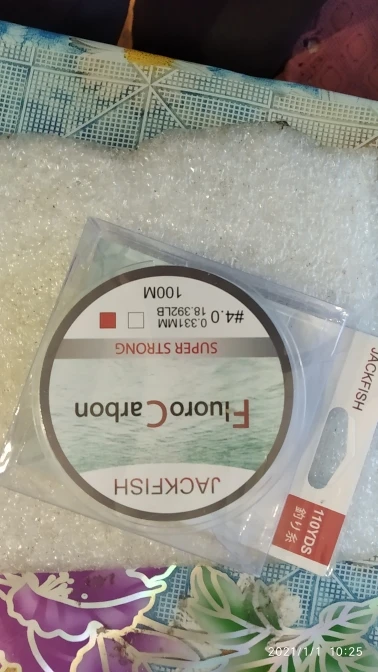 JACKFISH
FluoroCarbon
SUPER STRONG
#4.0
0.331MM
18.392LB
100M
JACKFISH
110YDS
釣り糸
2021/1/1 10:25